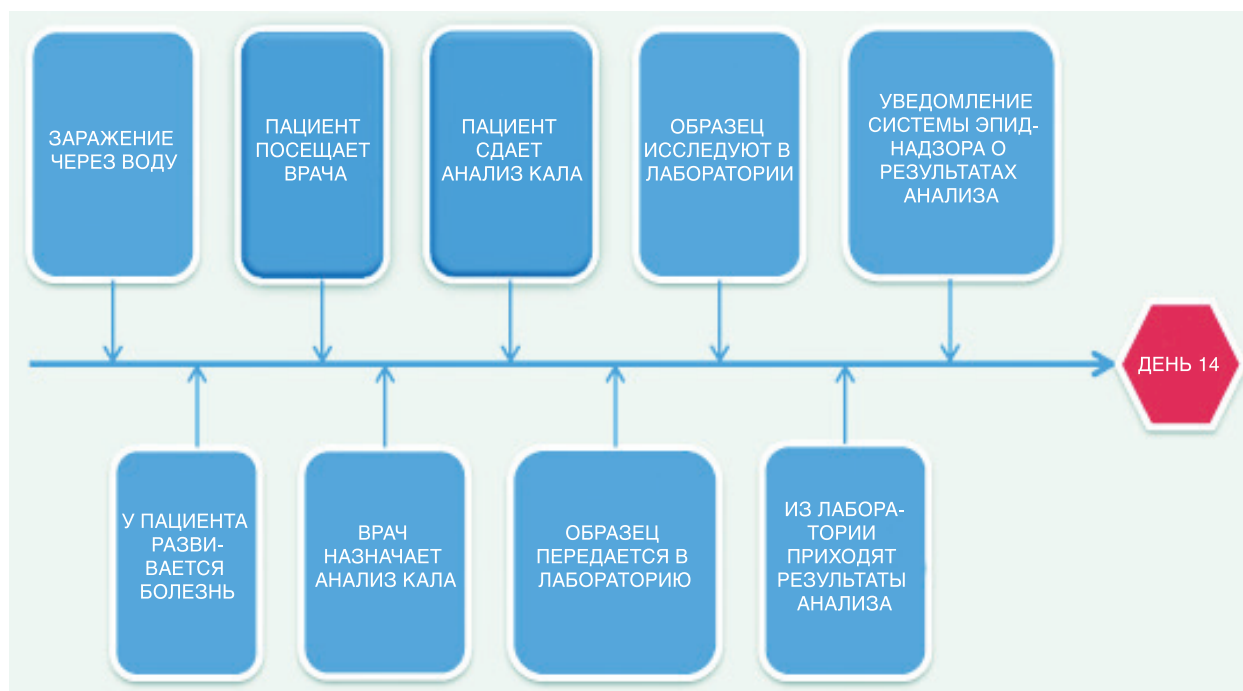 ЗАРАЖЕНИЕ
ЧЕРЕЗ ВОДУ
ПАЦИЕНТ
ПОСЕЩАЕТ
ВРАЧА
ПАЦИЕНТ
СДАЕТ
АНАЛИЗ КАЛА
ОБРАЗЕЦ
ИССЛЕДУЮТ В
ЛАБОРАТОРИИ
УВЕДОМЛЕНИЕ
СИСТЕМЫ ЭПИД-
НАДЗОРА О
РЕЗУЛЬТАТАХ
АНАЛИЗА
ДЕНЬ 14
У ПАЦИЕНТА
РАЗВИ-
ВАЕТСЯ
БОЛЕЗНЬ
ВРАЧ
НАЗНАЧАЕТ
АНАЛИЗ КАЛА
ОБРАЗЕЦ
ПЕРЕДАЕТСЯ В
ЛАБОРАТОРИЮ
ИЗ ЛАБОРА-
ТОРИИ
ПРИХОДЯТ
РЕЗУЛЬТАТЫ
АНАЛИЗА